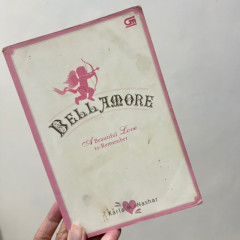 BELLAMORE
A Beautiful Love
to Remember
Karla M. Nashar